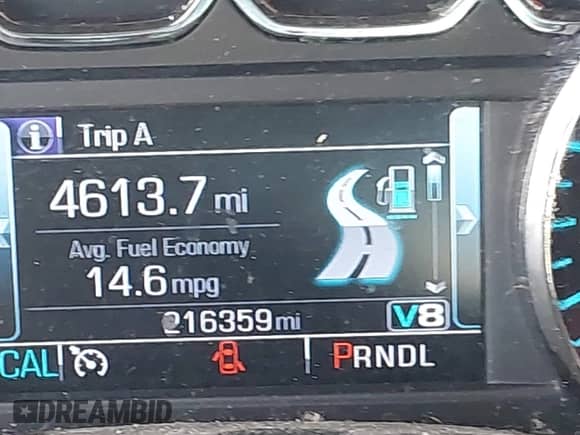 Trip A
4613.7 mi
Avg. Fuel Economy
14.6 mpg
216359 mi
V8
CAL
PRNDL
DREAMBID